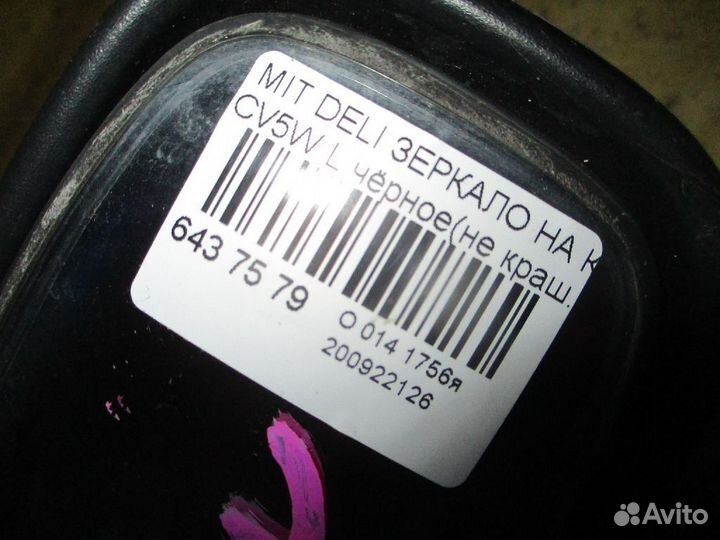 MIT DELI ЗЕРКАЛО НА К
CV5W L чёрное(не краш.
643 75 79
О 014 1756я
200922126
Avito